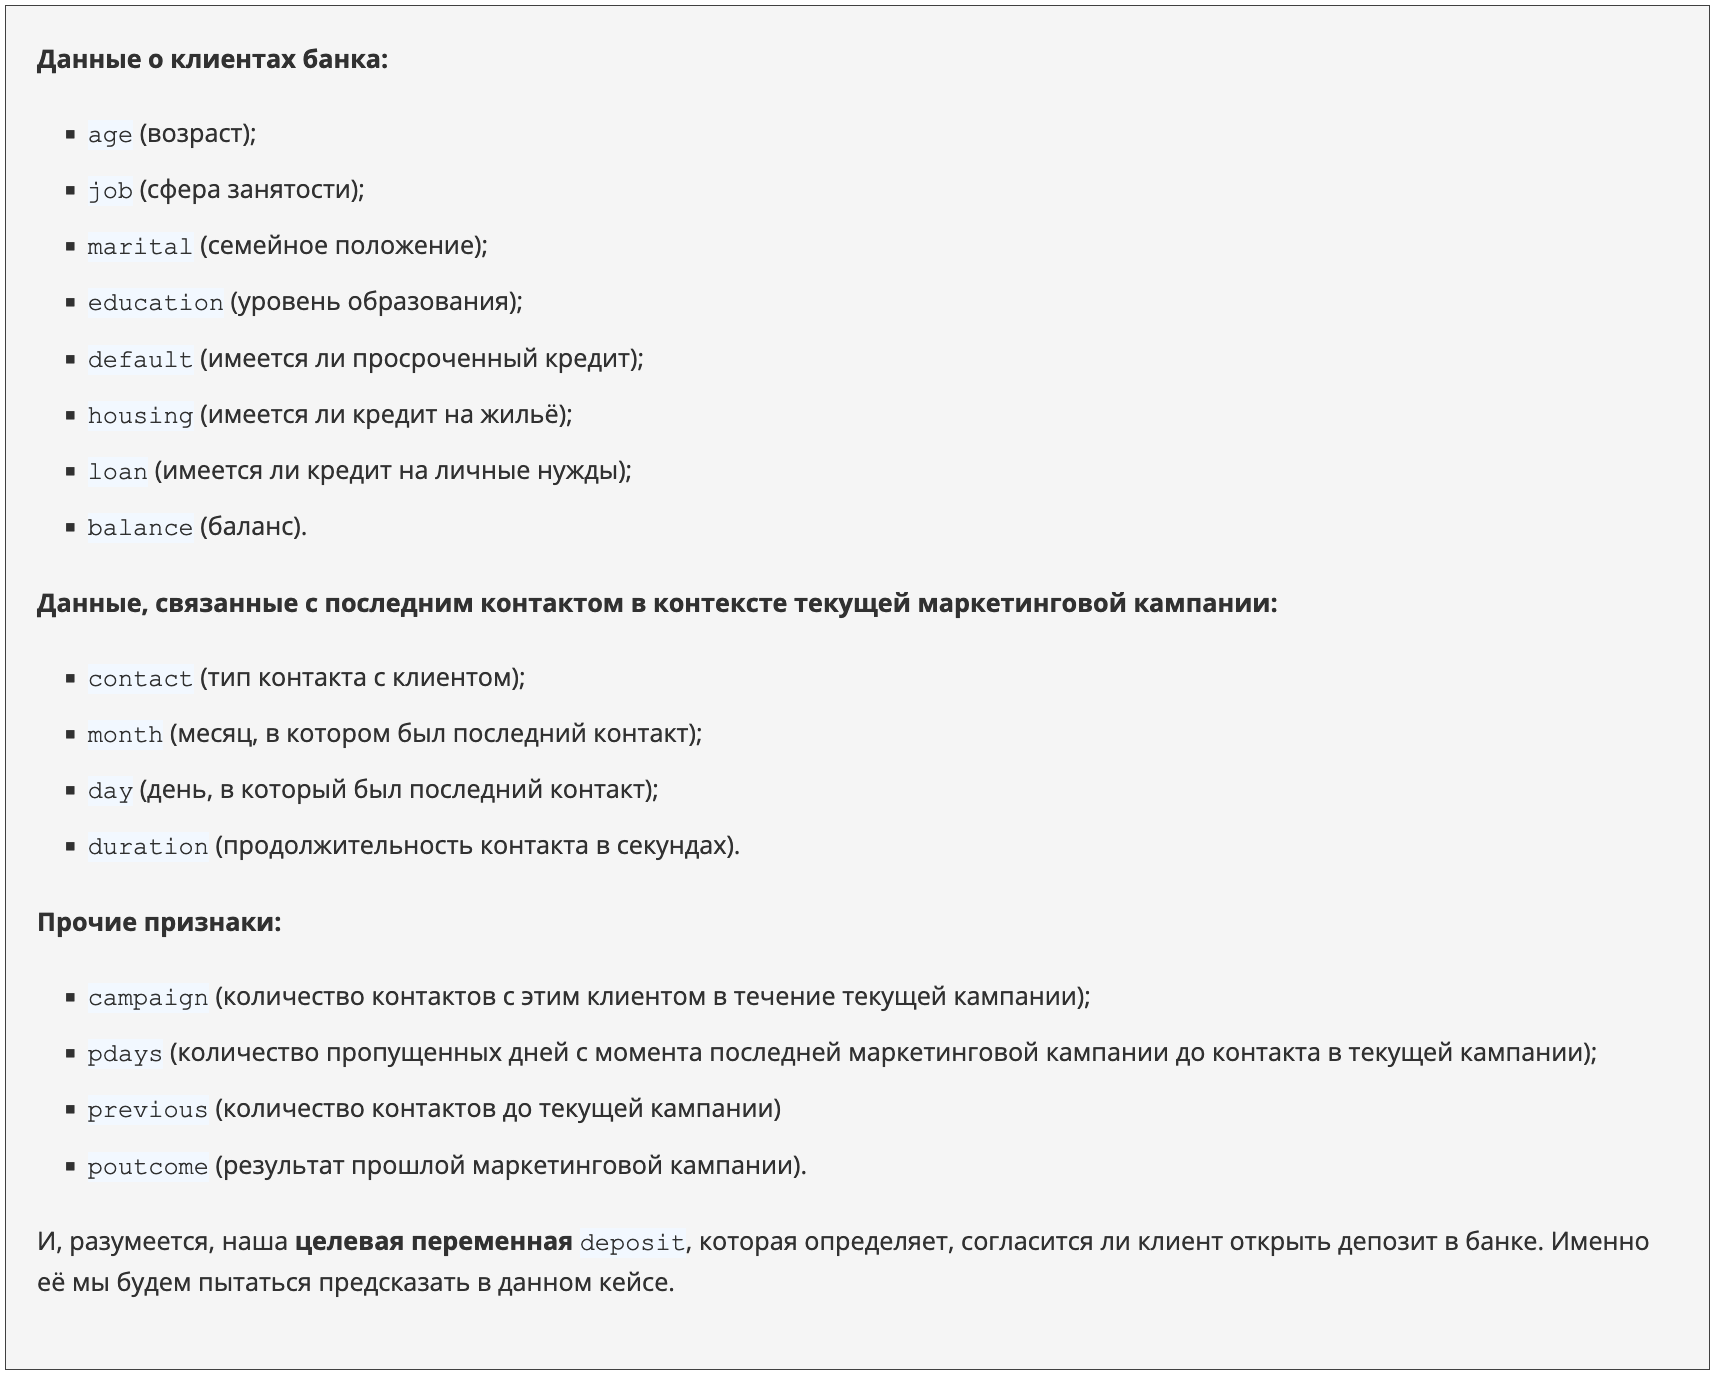 Данные о клиентах банка:
age (возраст);
job (сфера занятости);
marital (семейное положение);
education (уровень образования);
default (имеется ли просроченный кредит);
housing (имеется ли кредит на жильё);
loan (имеется ли кредит на личные нужды);
balance (баланс).
Данные, связанные с последним контактом в контексте текущей маркетинговой кампании:
contact (тип контакта с клиентом);
month (месяц, в котором был последний контакт);
day (день, в который был последний контакт);
duration (продолжительность контакта в секундах).
Прочие признаки:
campaign (количество контактов с этим клиентом в течение текущей кампании);
pdays (количество пропущенных дней с момента последней маркетинговой кампании до контакта в текущей кампании);
previous (количество контактов до текущей кампании)
poutcome (результат прошлой маркетинговой кампании).
И, разумеется, наша целевая переменная deposit, которая определяет, согласится ли клиент открыть депозит в банке. Именно
её мы будем пытаться предсказать в данном кейсе.